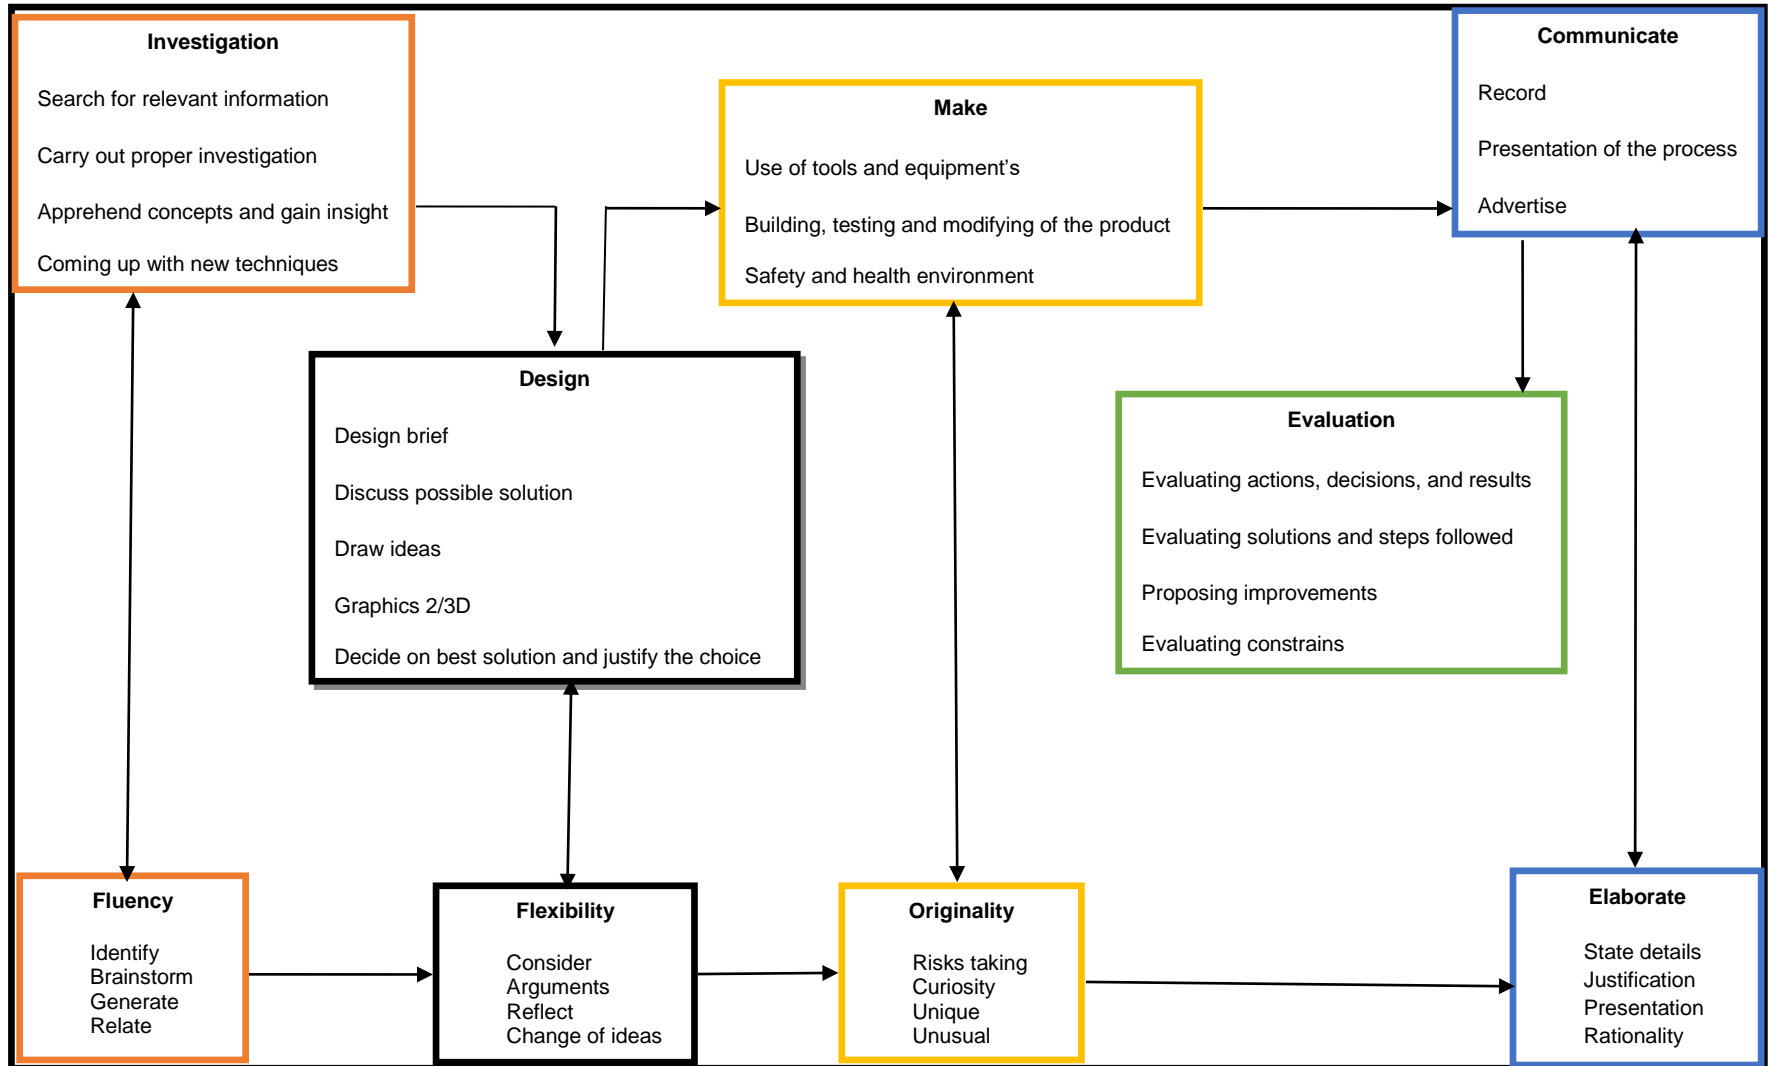 Investigation
Search for relevant information
Carry out proper investigation
Apprehend concepts and gain insight
Coming up with new techniques
Design
Design brief
Discuss possible solution
Draw ideas
Graphics 2/3D
Decide on best solution and justify the choice
Make
Use of tools and equipment’s
Building, testing and modifying of the product
Safety and health environment
Communicate
Record
Presentation of the process
Advertise
Evaluation
Evaluating actions, decisions, and results
Evaluating solutions and steps followed
Proposing improvements
Evaluating constrains
Fluency
Identify
Brainstorm
Generate
Relate
Flexibility
Consider
Arguments
Reflect
Change of ideas
Originality
Risks taking
Curiosity
Unique
Unusual
Elaborate
State details
Justification
Presentation
Rationality